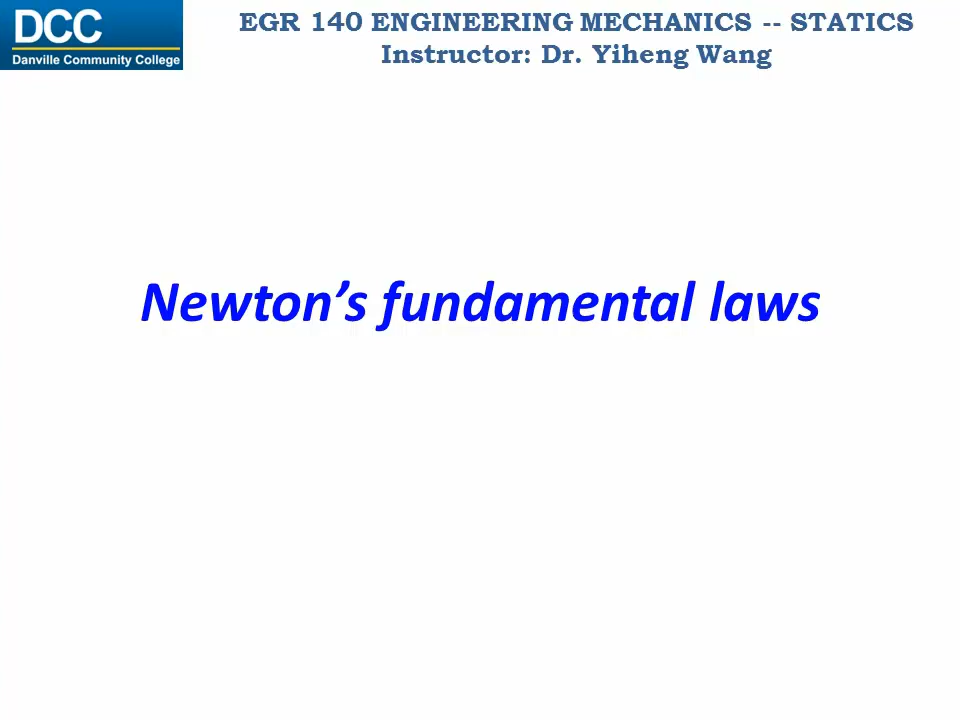 DCC
Danville Community College
EGR 140 ENGINEERING MECHANICS -- STATICS
Instructor: Dr. Yiheng Wang
Newton’s fundamental laws